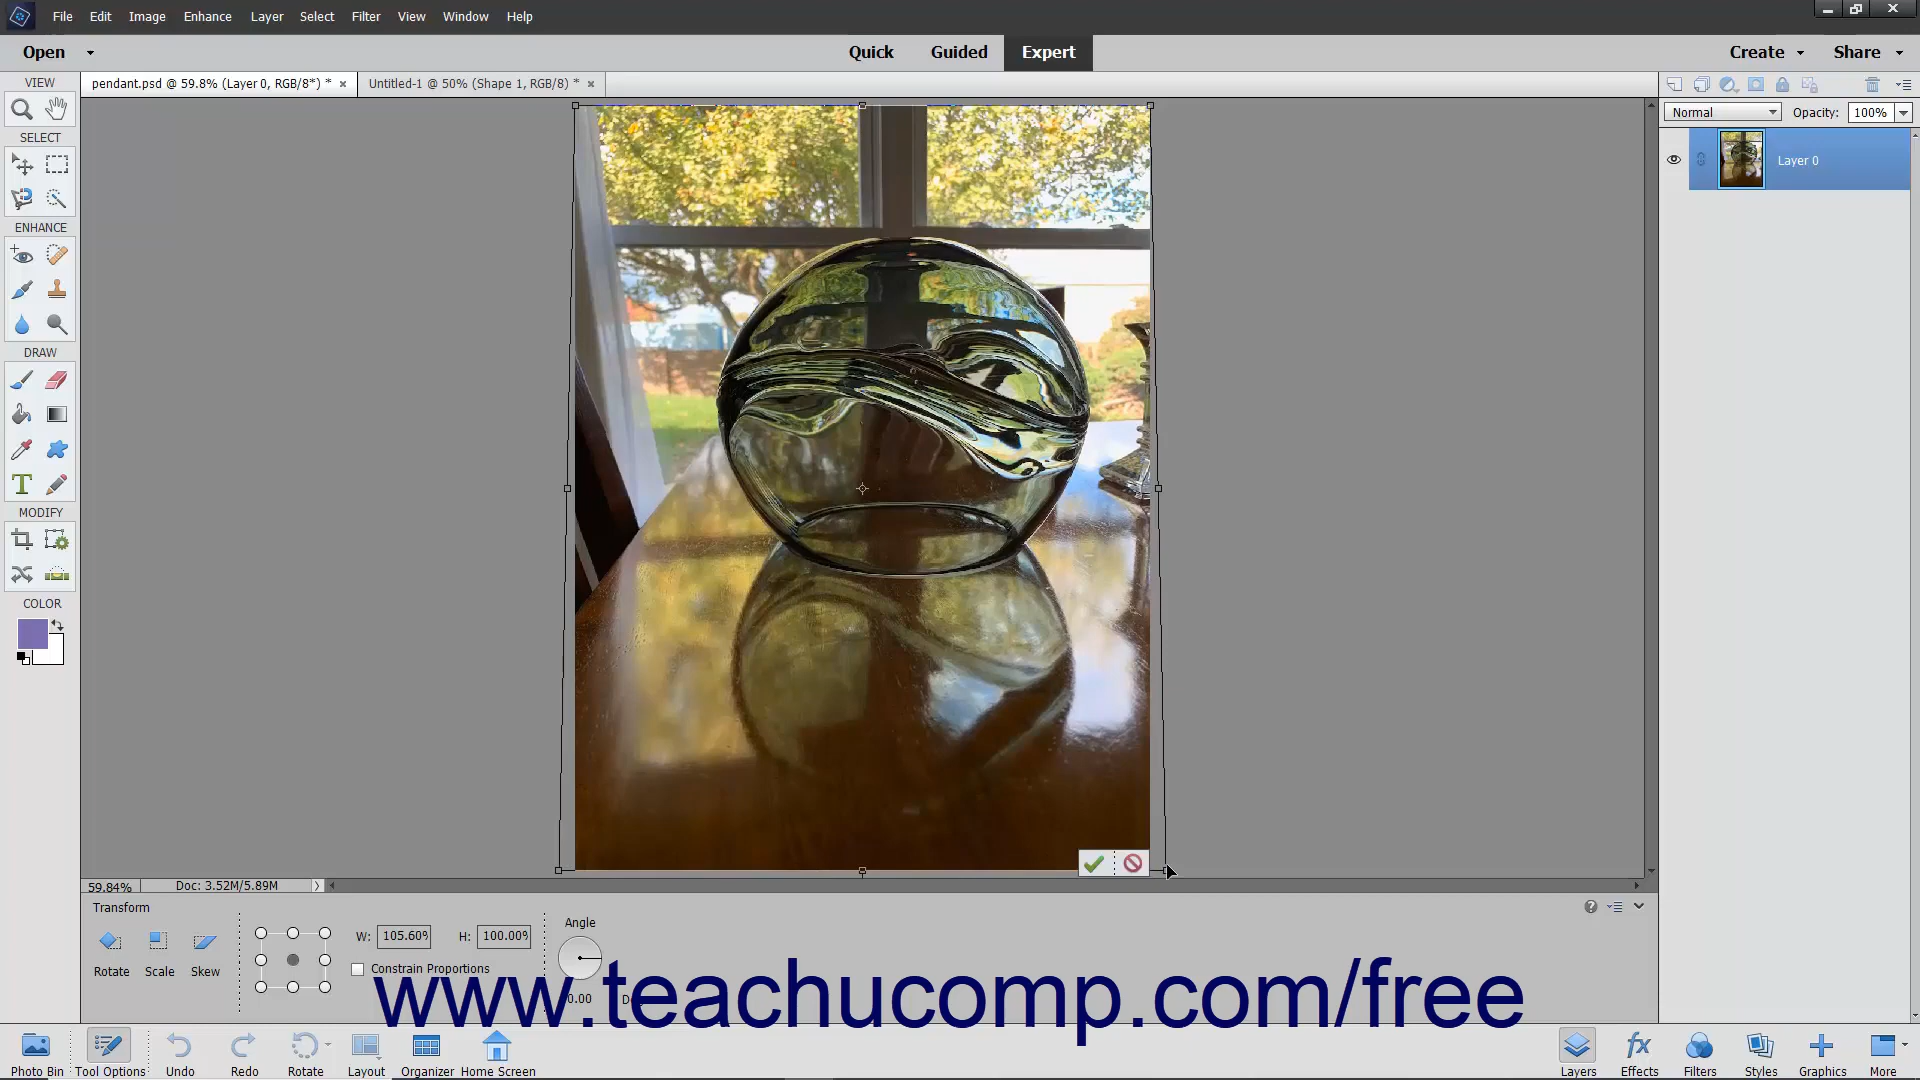 File Edit Image Enhance Layer Select Filter View Window Help
Open Quick Guided Expert Create Share
VIEW
pendant.psd @ 59.8% (Layer 0, RGB/8*) * × Untitled-1 @ 50% (Shape 1, RGB/8) * ×
Normal Opacity: 100%
SELECT
Layer 0
ENHANCE
DRAW
MODIFY
COLOR
59.84% Doc: 3.52M/5.89M
Transform
Angle
W: 105.60% H: 100.00%
Rotate Scale Skew
Constrain Proportions
www.teachucomp.com/free
Photo Bin Tool Options Undo Redo Rotate Layout Organizer Home Screen Layers Effects Filters Styles Graphics More